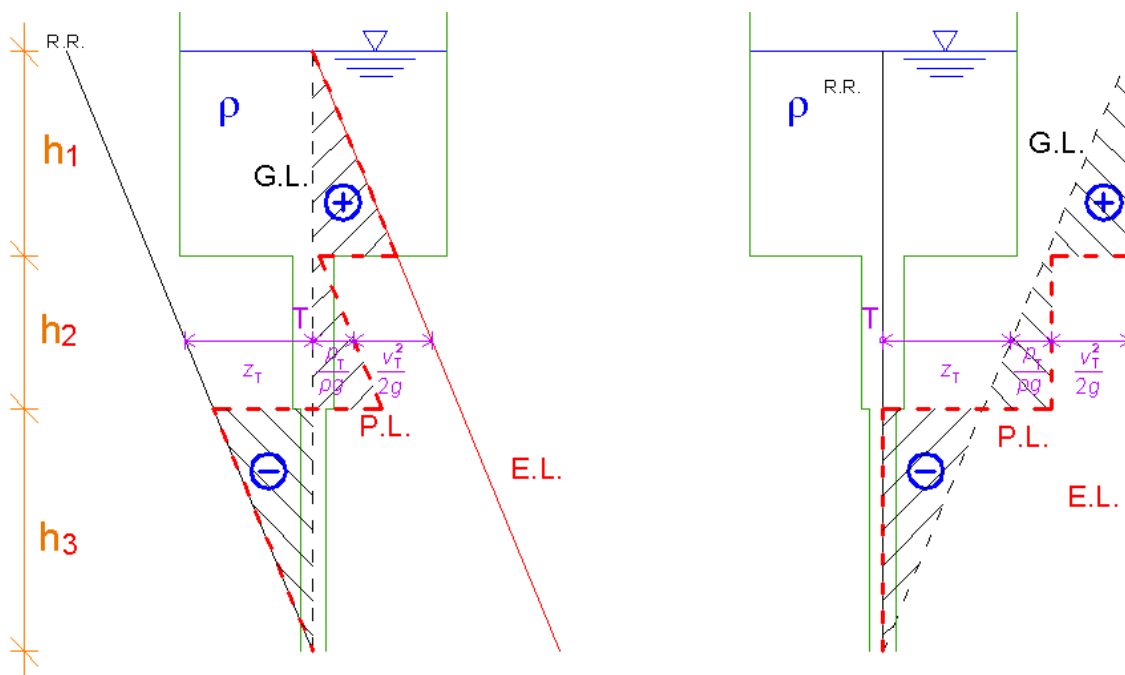 R.R.
ρ
h1
G.L.
+
T
h2
zT
pT/ρg
vT²/2g
P.L.
−
E.L.
h3
ρ
R.R.
G.L.
+
T
zT
pT/ρg
vT²/2g
P.L.
−
E.L.